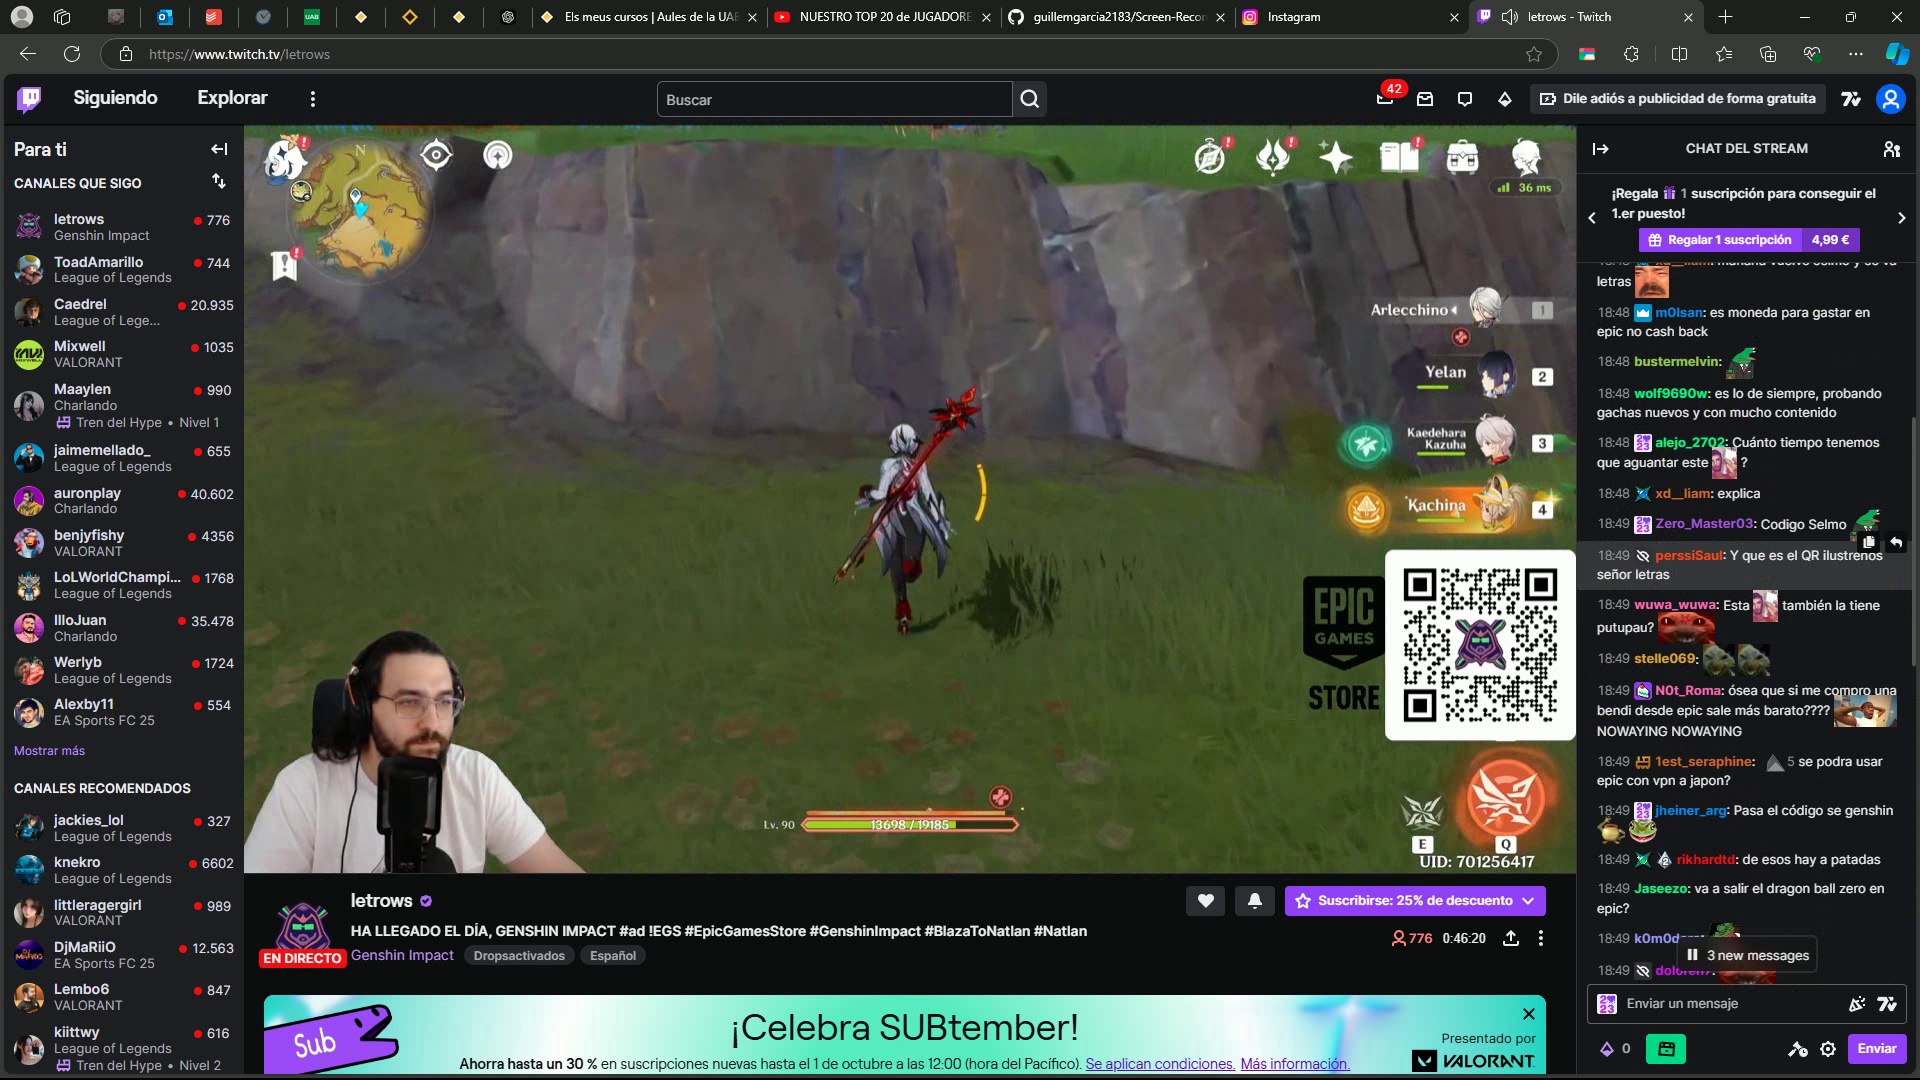 Els meus cursos | Aules de la UAB
NUESTRO TOP 20 de JUGADORE
guillemgarcia2183/Screen-Recor
Instagram
letrows - Twitch
https://www.twitch.tv/letrows
Siguiendo
Explorar
Buscar
42
Dile adiós a publicidad de forma gratuita
Para ti
CANALES QUE SIGO
letrows
776
Genshin Impact
ToadAmarillo
744
League of Legends
Caedrel
20.935
League of Lege...
Mixwell
1035
VALORANT
Maaylen
990
Charlando
Tren del Hype • Nivel 1
jaimemellado_
655
League of Legends
auronplay
40.602
Charlando
benjyfishy
4356
VALORANT
LoLWorldChampi...
1768
League of Legends
IlloJuan
35.478
Charlando
Werlyb
1724
League of Legends
Alexby11
554
EA Sports FC 25
Mostrar más
CANALES RECOMENDADOS
jackies_lol
327
League of Legends
knekro
6602
League of Legends
littleragergirl
989
VALORANT
DjMaRiiO
12.563
EA Sports FC 25
Lembo6
847
VALORANT
kiittwy
616
League of Legends
Tren del Hype • Nivel 2
N
36 ms
Arlecchino
1
Yelan
2
Kaedehara
Kazuha
3
Kachina
4
EPIC
GAMES
STORE
Lv. 90
13698 / 19185
E
Q
UID: 701256417
letrows
HA LLEGADO EL DÍA, GENSHIN IMPACT #ad !EGS #EpicGamesStore #GenshinImpact #BlazaToNatlan #Natlan
EN DIRECTO
Genshin Impact
Dropsactivados
Español
Suscribirse: 25% de descuento
776
0:46:20
Sub
¡Celebra SUBtember!
Ahorra hasta un 30 % en suscripciones nuevas hasta el 1 de octubre a las 12:00 (hora del Pacífico). Se aplican condiciones. Más información.
Presentado por
VALORANT
CHAT DEL STREAM
¡Regala 1 suscripción para conseguir el
1.er puesto!
Regalar 1 suscripción
4,99 €
letras
18:48 m0lsan: es moneda para gastar en
epic no cash back
18:48 bustermelvin:
18:48 wolf9690w: es lo de siempre, probando
gachas nuevos y con mucho contenido
18:48 alejo_2702: Cuánto tiempo tenemos
que aguantar este ?
18:48 xd__liam: explica
18:49 Zero_Master03: Codigo Selmo
18:49 perssiSaul: Y que es el QR ilustrenos
señor letras
18:49 wuwa_wuwa: Esta también la tiene
putupau?
18:49 stelle069:
18:49 N0t_Roma: ósea que si me compro una
bendi desde epic sale más barato????
NOWAYING NOWAYING
18:49 1est_seraphine: 5 se podra usar
epic con vpn a japon?
18:49 jheiner_arg: Pasa el código se genshin
18:49 rikhardtd: de esos hay a patadas
18:49 Jaseezo: va a salir el dragon ball zero en
epic?
18:49
3 new messages
18:49
Enviar un mensaje
0
Enviar